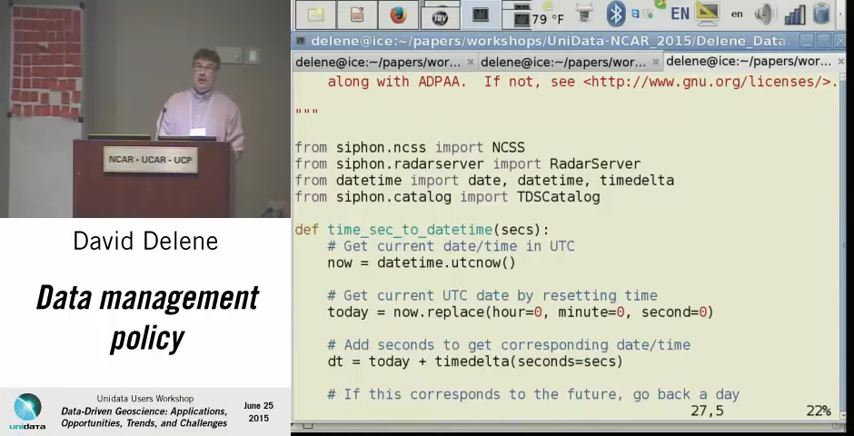 NCAR - UCAR - UCP
David Delene
Data management
policy
unidata
Unidata Users Workshop
Data-Driven Geoscience: Applications,
Opportunities, Trends, and Challenges
June 25
2015
79 °F
EN
en
delene@ice:~/papers/workshops/UniData-NCAR_2015/Delene_Data
delene@ice:~/papers/wor...
delene@ice:~/papers/wor...
delene@ice:~/papers/wor...
along with ADPAA. If not, see <http://www.gnu.org/licenses/>.
"""
from siphon.ncss import NCSS
from siphon.radarserver import RadarServer
from datetime import date, datetime, timedelta
from siphon.catalog import TDSCatalog
def time_sec_to_datetime(secs):
# Get current date/time in UTC
now = datetime.utcnow()
# Get current UTC date by resetting time
today = now.replace(hour=0, minute=0, second=0)
# Add seconds to get corresponding date/time
dt = today + timedelta(seconds=secs)
# If this corresponds to the future, go back a day
27,5 22%